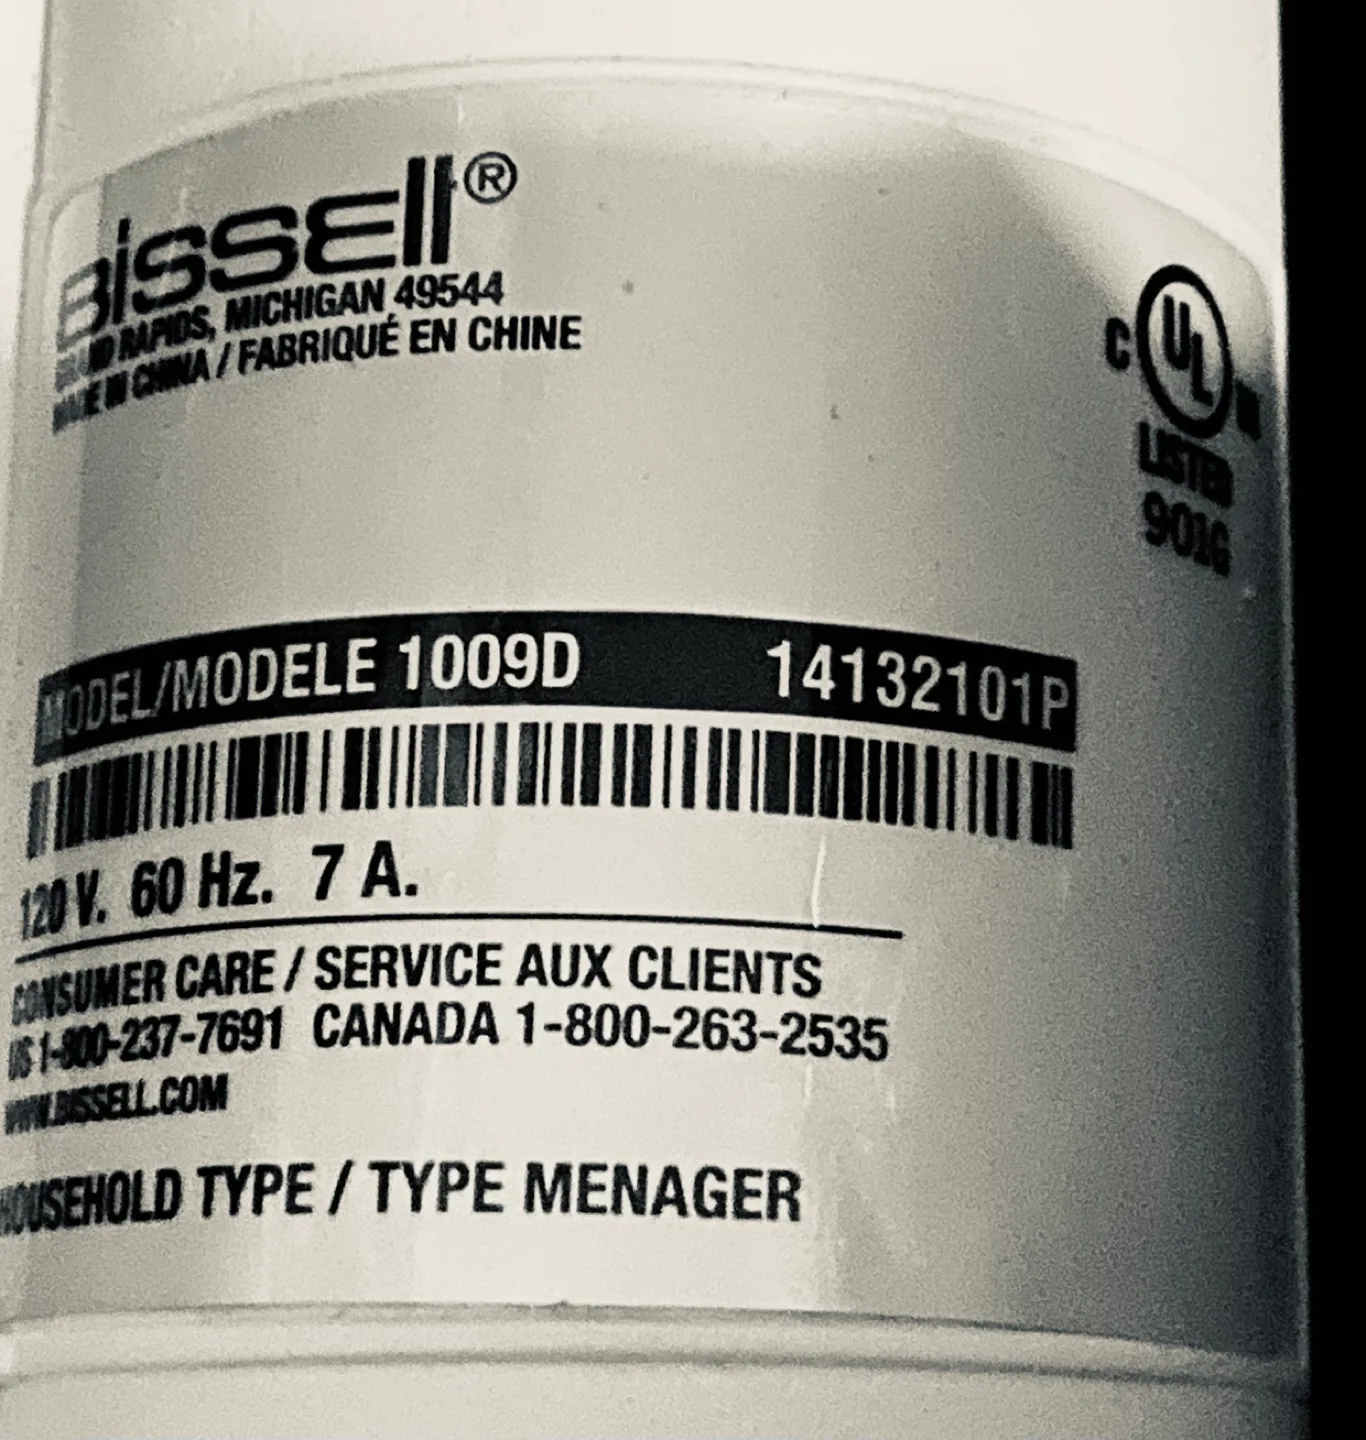 BISSELL®
GRAND RAPIDS, MICHIGAN 49544
MADE IN CHINA / FABRIQUÉ EN CHINE
C UL
LISTED
901G
MODEL/MODELE 1009D 14132101P
120 V. 60 Hz. 7 A.
CONSUMER CARE / SERVICE AUX CLIENTS
US 1-800-237-7691 CANADA 1-800-263-2535
WWW.BISSELL.COM
HOUSEHOLD TYPE / TYPE MENAGER